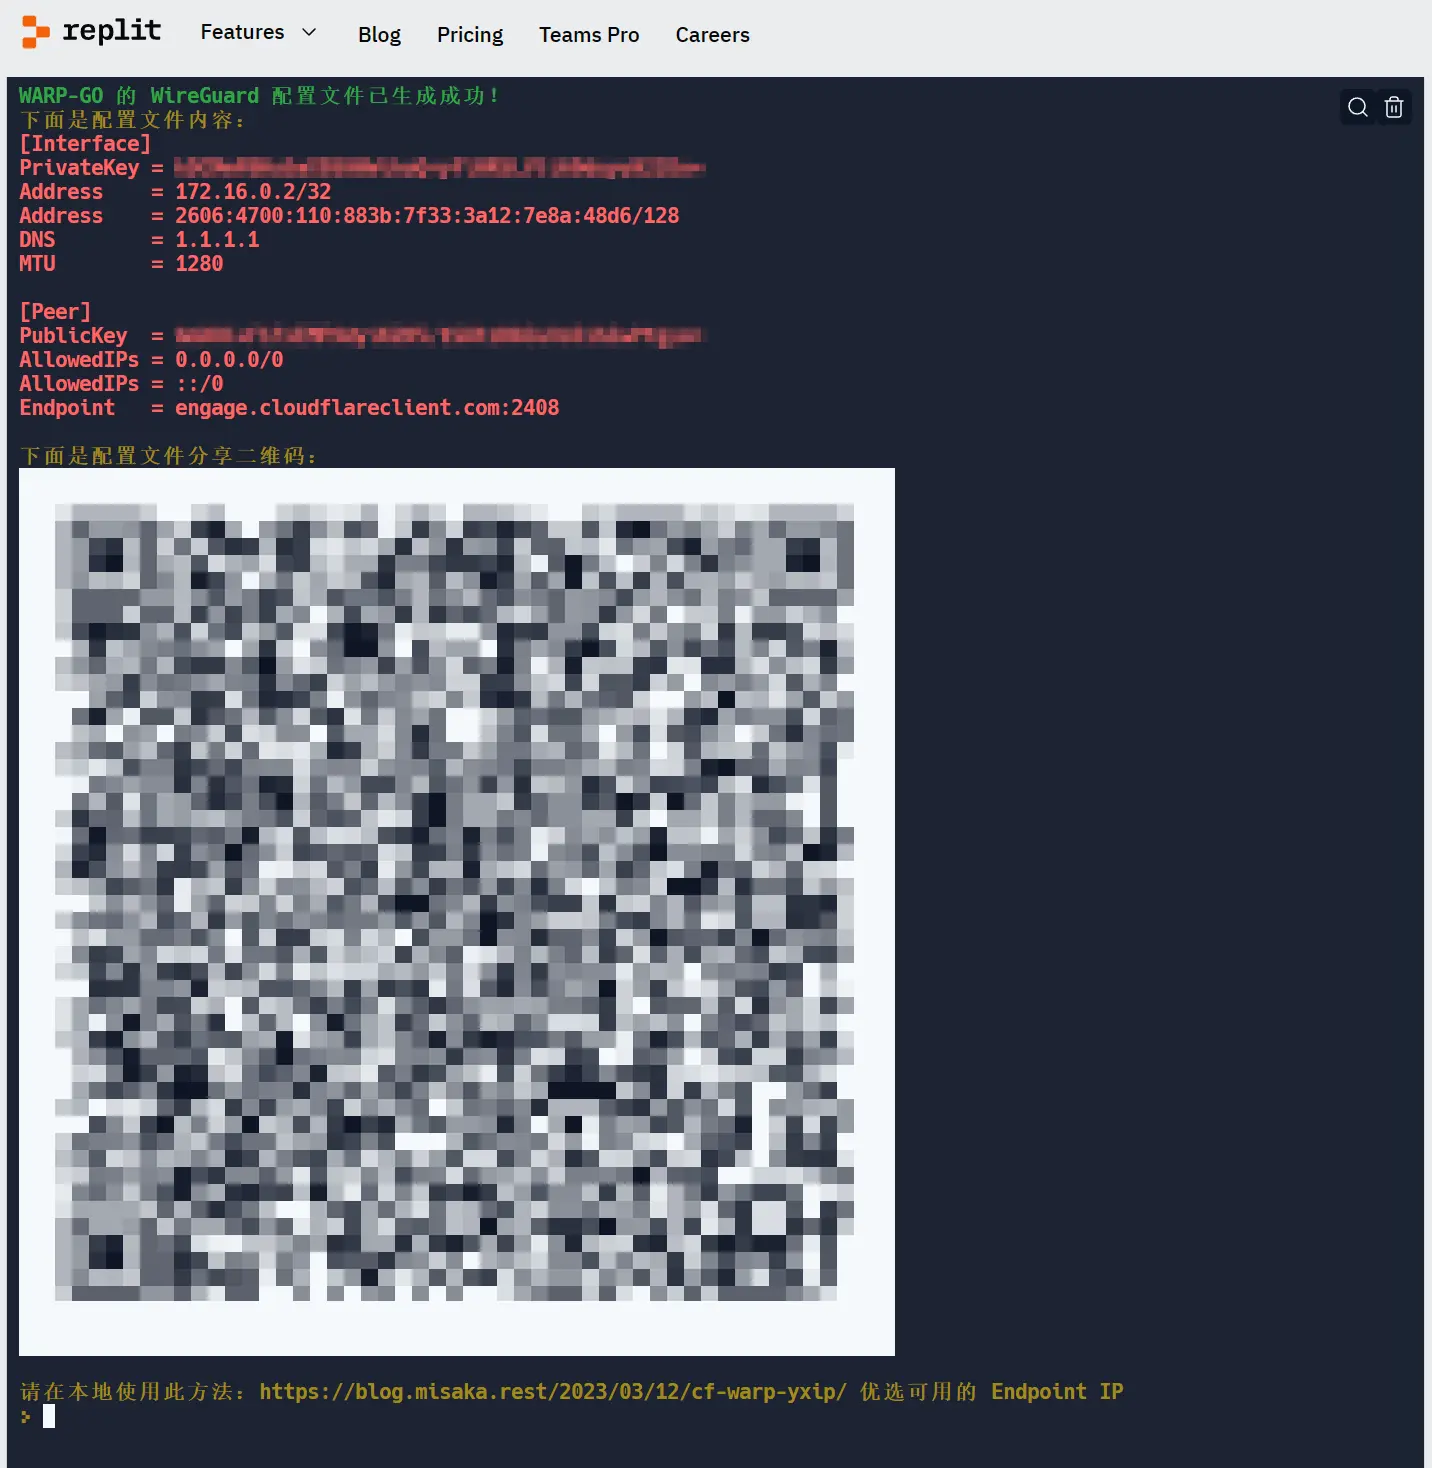 replit Features Blog Pricing Teams Pro Careers
WARP-GO 的 WireGuard 配置文件已生成成功！
下面是配置文件内容：
[Interface]
PrivateKey =
Address = 172.16.0.2/32
Address = 2606:4700:110:883b:7f33:3a12:7e8a:48d6/128
DNS = 1.1.1.1
MTU = 1280
[Peer]
PublicKey =
AllowedIPs = 0.0.0.0/0
AllowedIPs = ::/0
Endpoint = engage.cloudflareclient.com:2408
下面是配置文件分享二维码：
请在本地使用此方法：https://blog.misaka.rest/2023/03/12/cf-warp-yxip/ 优选可用的 Endpoint IP